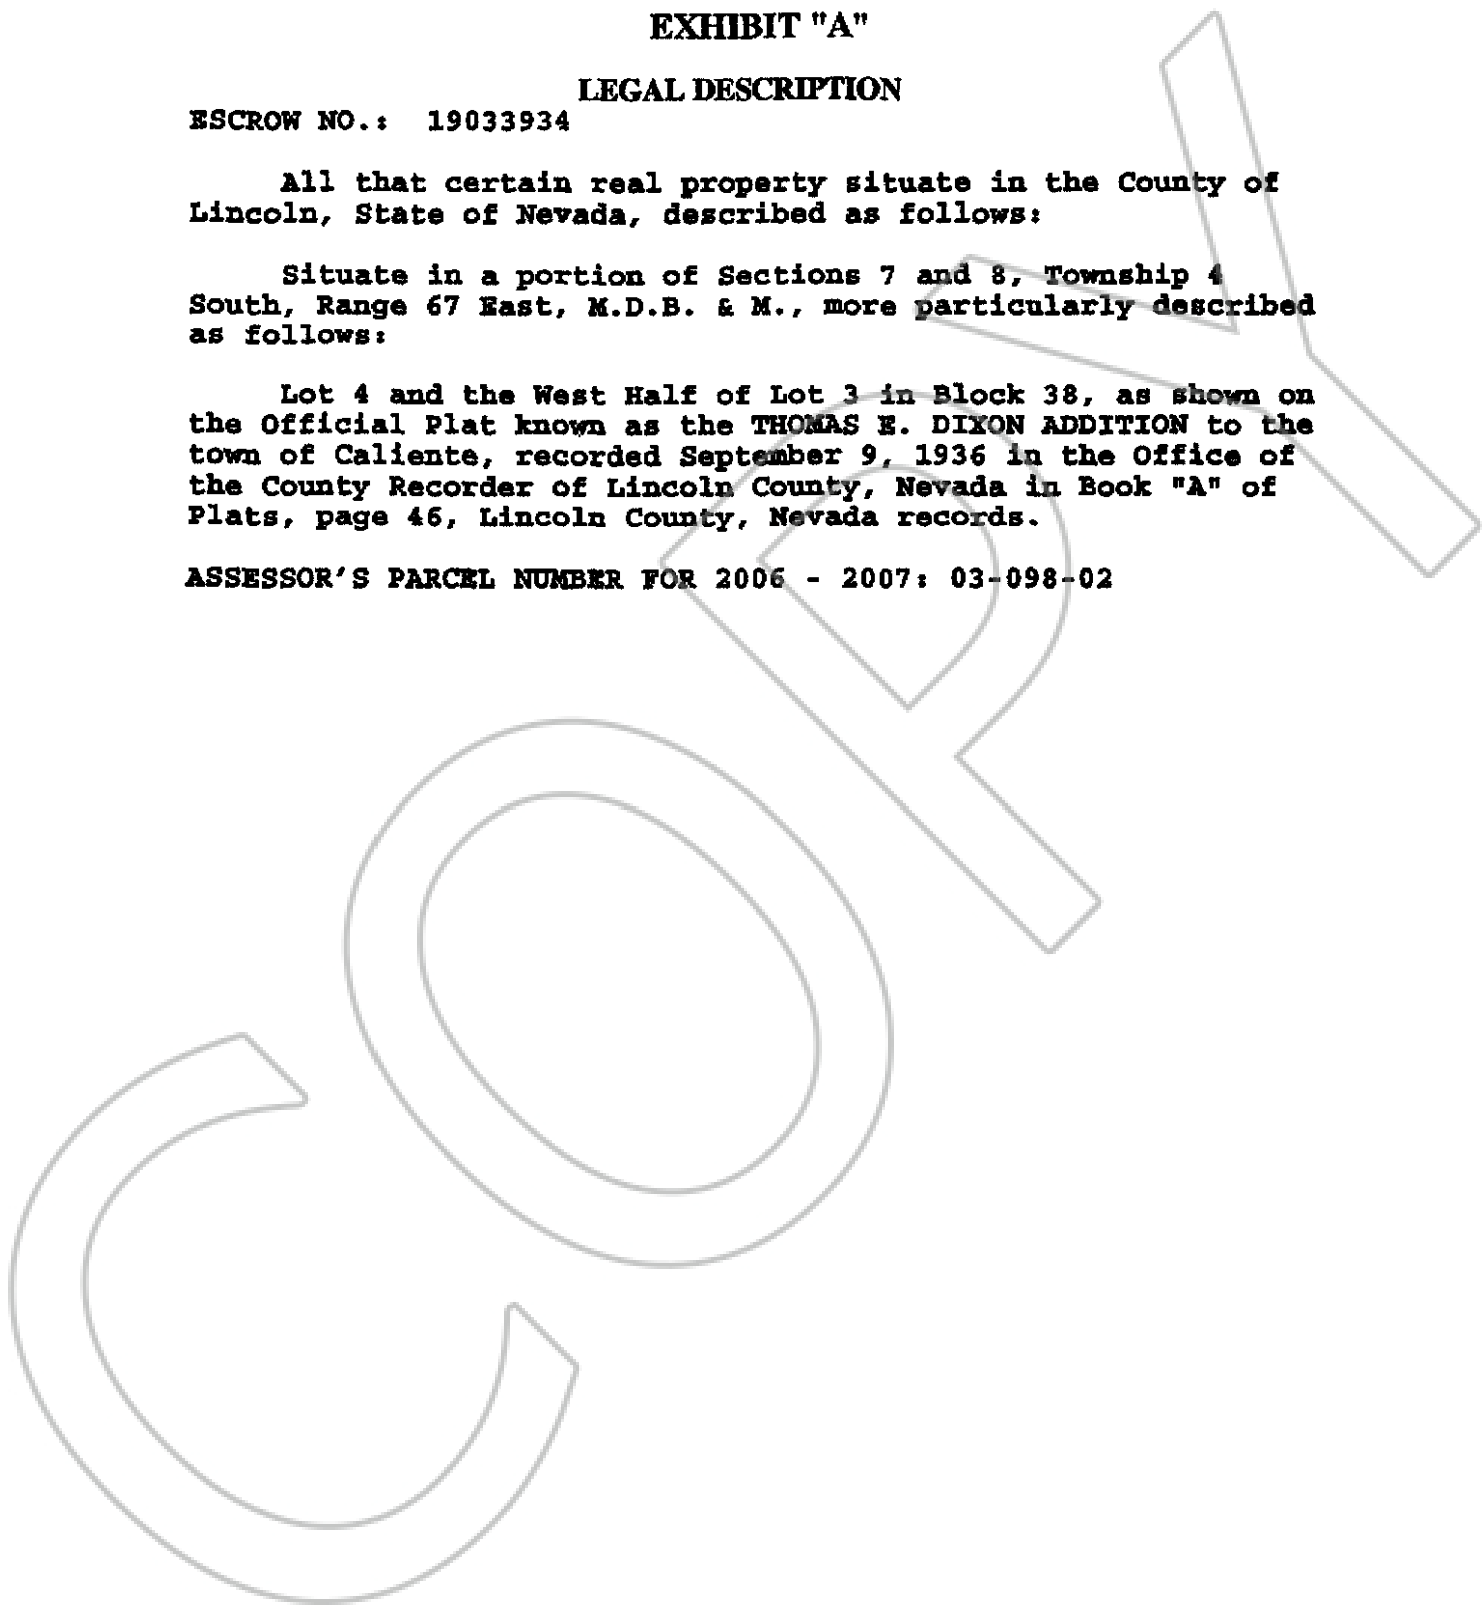 EXHIBIT "A"
LEGAL DESCRIPTION
ESCROW NO.: 19033934
All that certain real property situate in the County of
Lincoln, State of Nevada, described as follows:
Situate in a portion of Sections 7 and 8, Township 4
South, Range 67 East, M.D.B. & M., more particularly described
as follows:
Lot 4 and the West Half of Lot 3 in Block 38, as shown on
the Official Plat known as the THOMAS E. DIXON ADDITION to the
town of Caliente, recorded September 9, 1936 in the Office of
the County Recorder of Lincoln County, Nevada in Book "A" of
Plats, page 46, Lincoln County, Nevada records.
ASSESSOR'S PARCEL NUMBER FOR 2006 - 2007: 03-098-02
COPY